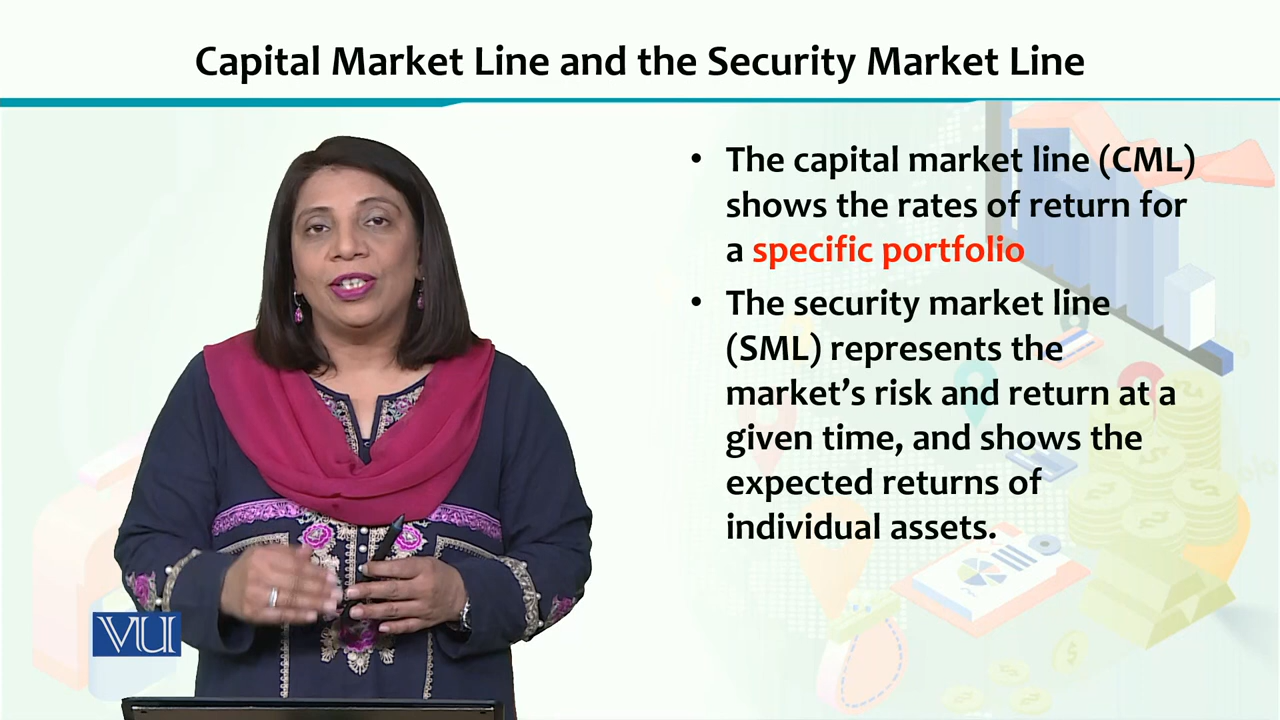 Capital Market Line and the Security Market Line
• The capital market line (CML)
shows the rates of return for
a specific portfolio
• The security market line
(SML) represents the
market’s risk and return at a
given time, and shows the
expected returns of
individual assets.
VU